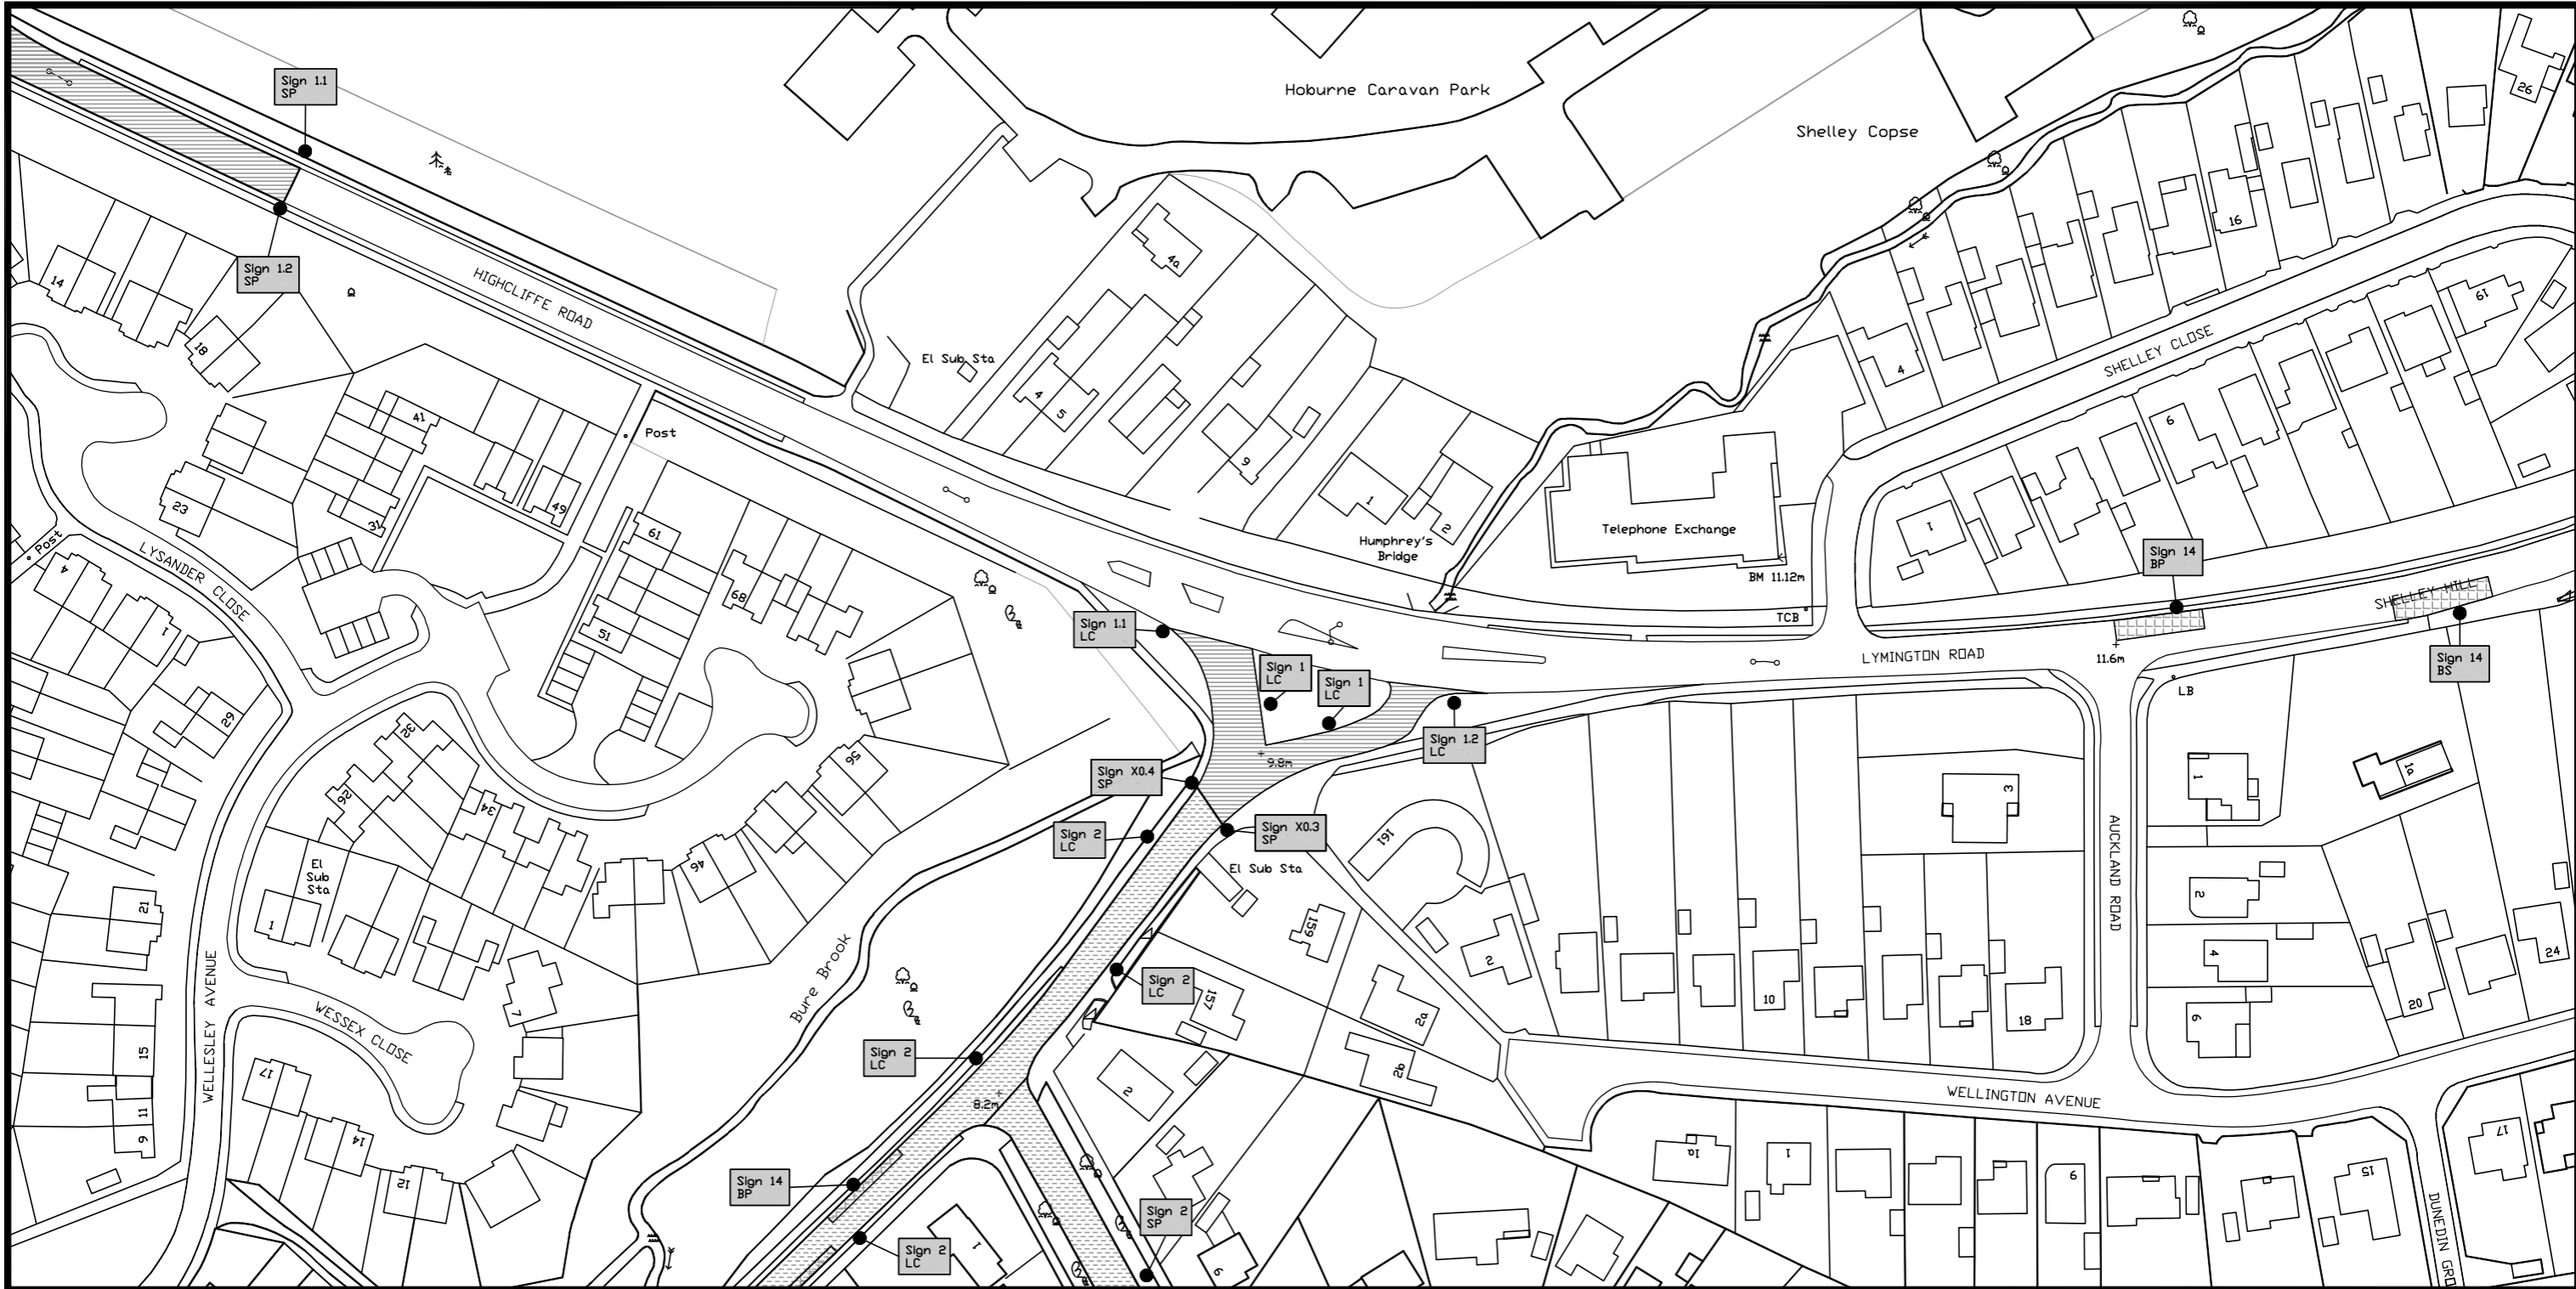 Sign 1.1
SP
Hoburne Caravan Park
Shelley Copse
26
16
Sign 1.2
SP
14
HIGHCLIFFE ROAD
4a
18
El Sub Sta
4
5
9
19
SHELLEY CLOSE
4
6
41
Post
49
37
23
61
1
2
Humphrey's
Bridge
Telephone Exchange
BM 11.12m
TCB
1
Sign 14
BP
SHELLEY HILL
Post
4
1
LYSANDER CLOSE
68
51
Sign 1.1
LC
Sign 1
LC
Sign 1
LC
LYMINGTON ROAD
11.6m
LB
Sign 14
BS
29
32
26
34
56
46
Sign X0.4
SP
9.8m
Sign 1.2
LC
Sign 2
LC
Sign X0.3
SP
El Sub Sta
161
159
3
1
1a
2
4
6
AUCKLAND ROAD
El
Sub
Sta
1
21
WELLESLEY AVENUE
WESSEX CLOSE
7
Bure Brook
Sign 2
LC
157
2
2a
2b
10
18
20
24
15
11
9
17
14
12
Sign 2
LC
8.2m
2
WELLINGTON AVENUE
Sign 14
BP
Sign 2
LC
1
Sign 2
SP
6
1a
1
9
15
17
DUNEDIN GRO